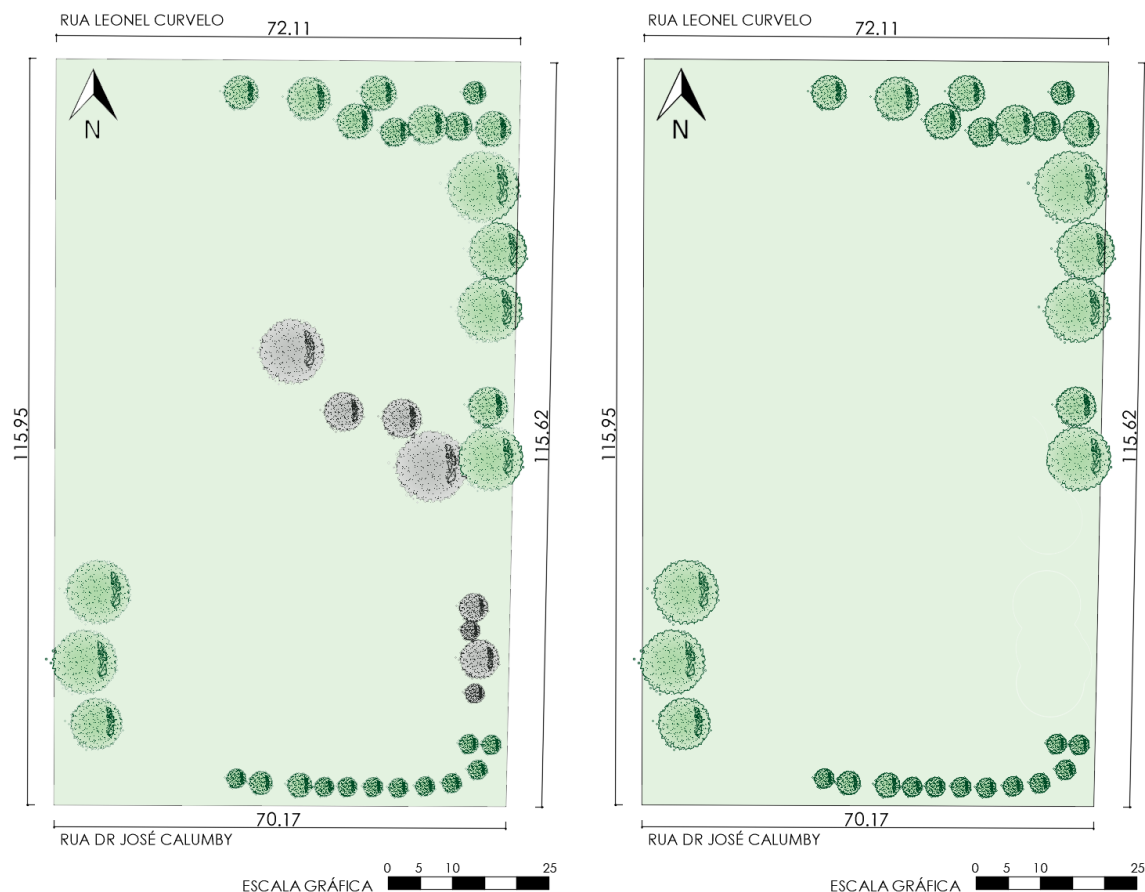 RUA LEONEL CURVELO
72.11
N
115.95
115.62
70.17
RUA DR JOSÉ CALUMBY
ESCALA GRÁFICA
0 5 10 25
RUA LEONEL CURVELO
72.11
N
115.95
115.62
70.17
RUA DR JOSÉ CALUMBY
ESCALA GRÁFICA
0 5 10 25